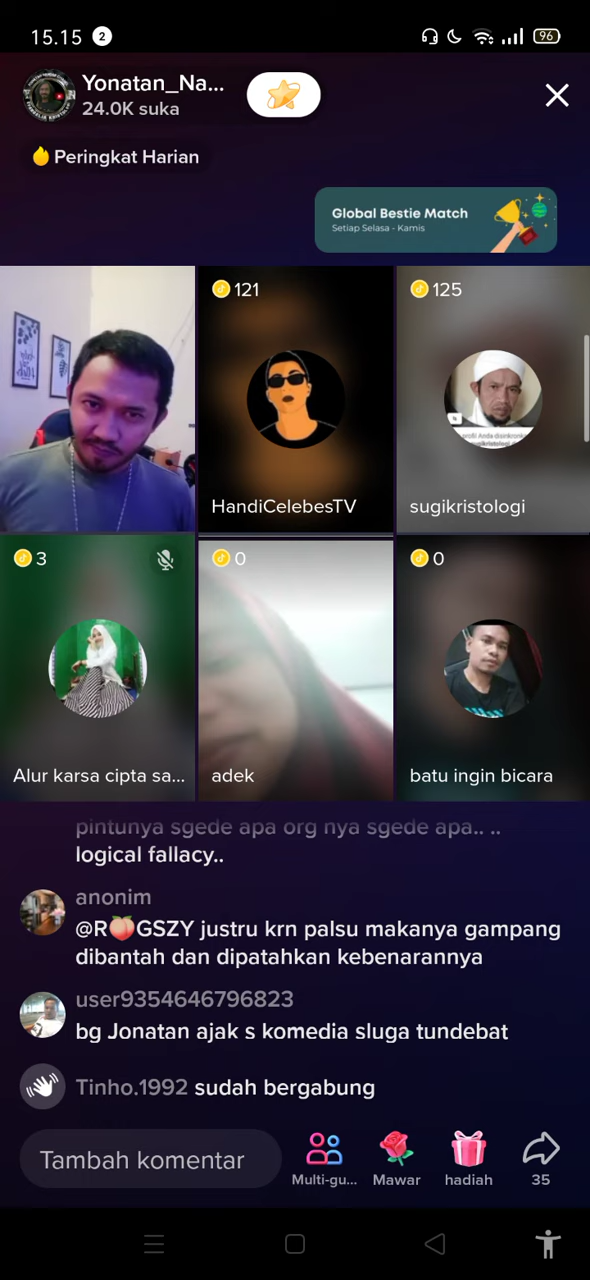 15.15 2 96
Yonatan_Na...
24.0K suka
Peringkat Harian
Global Bestie Match
Setiap Selasa - Kamis
121
125
HandiCelebesTV
sugikristologi
3
0
0
Alur karsa cipta sa...
adek
batu ingin bicara
pintunya sgede apa org nya sgede apa.. ..
logical fallacy..
anonim
@R🍑GSZY justru krn palsu makanya gampang
dibantah dan dipatahkan kebenarannya
user9354646796823
bg Jonatan ajak s komedia sluga tundebat
Tinho.1992 sudah bergabung
Tambah komentar
Multi-gu...
Mawar
hadiah
35